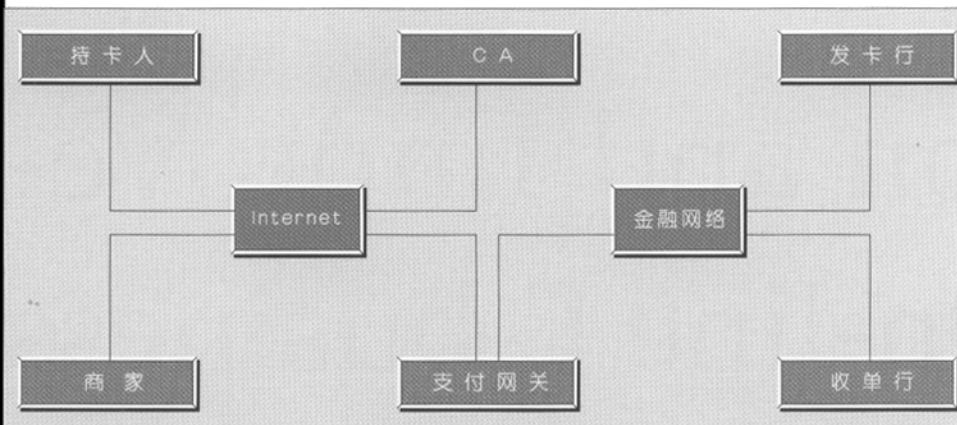 持卡人
CA
发卡行
Internet
金融网络
商家
支付网关
收单行